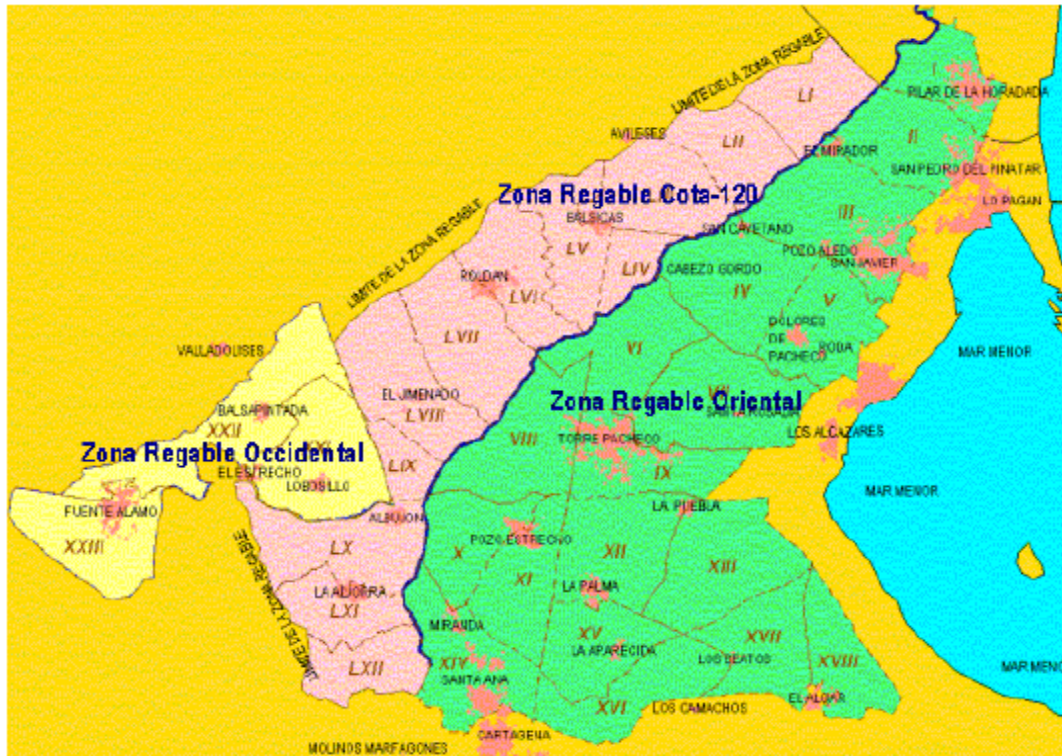 LIMITE DE LA ZONA REGABLE
LI
I
PILAR DE LA HORADADA
AVILESES
LII
EL MIRADOR
II
SAN PEDRO DEL PINATAR
Zona Regable Cota-120
LO PAGAN
BALSICAS
III
LIMITE DE LA ZONA REGABLE
SAN CAYETANO
LV
POZO ALEDO
SAN JAVIER
ROLDAN
LIV
CABEZO GORDO
LVI
IV
V
LVII
DOLORES
DE
PACHECO
RODA
VALLADOLISES
VI
MAR MENOR
EL JIMENADO
VII
Zona Regable Oriental
BALSAPINTADA
LVIII
VIII
TORRE PACHECO
LOS ALCAZARES
XXII
Zona Regable Occidental
LIX
IX
EL ESTRECHO
LOBOSILLO
MAR MENOR
FUENTE ALAMO
ALBUJON
LA PUEBLA
XXIII
LX
X
POZO ESTRECHO
XII
XIII
LIMITE DE LA ZONA REGABLE
XI
LA ALJORRA
LA PALMA
LXI
MIRANDA
XV
XVII
LA APARECIDA
LOS BEATOS
XVIII
LXII
XIV
MAR MENO
SANTA ANA
EL ALGAR
XVI
LOS CAMACHOS
CARTAGENA
MOLINOS MARFAGONES